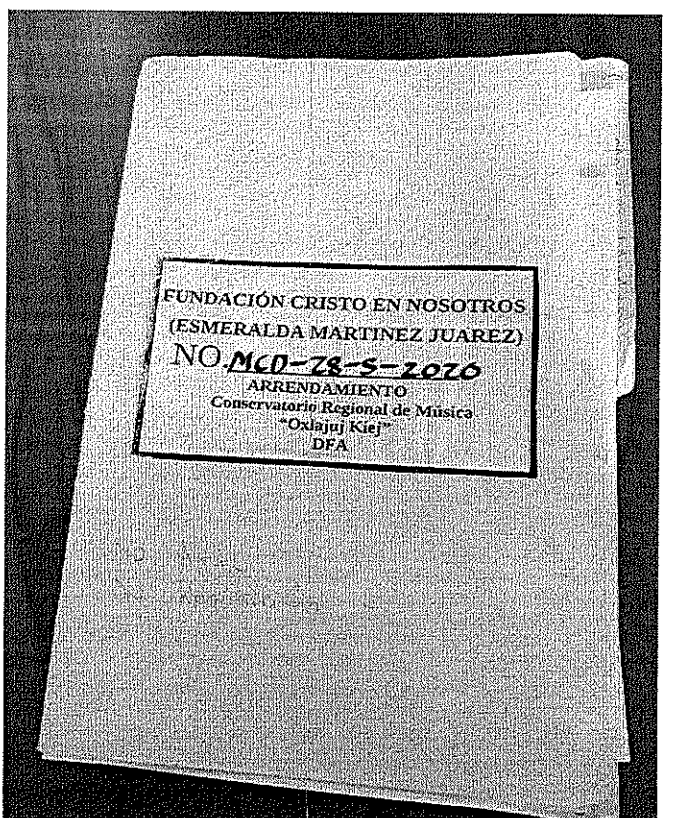 FUNDACIÓN CRISTO EN NOSOTROS
(ESMERALDA MARTINEZ JUAREZ)
NO. MCD-28-S-2020
ARRENDAMIENTO
Conservatorio Regional de Música
"Oxlajuj Kiej"
DFA